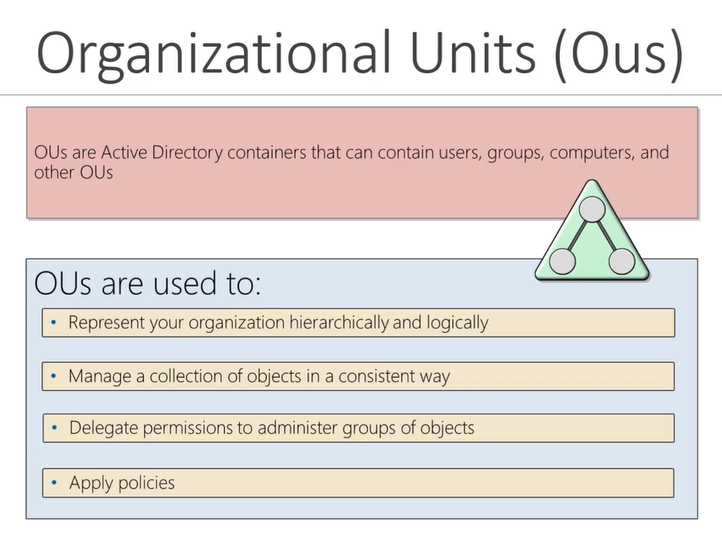 Organizational Units (Ous)
OUs are Active Directory containers that can contain users, groups, computers, and
other OUs
OUs are used to:
• Represent your organization hierarchically and logically
• Manage a collection of objects in a consistent way
• Delegate permissions to administer groups of objects
• Apply policies